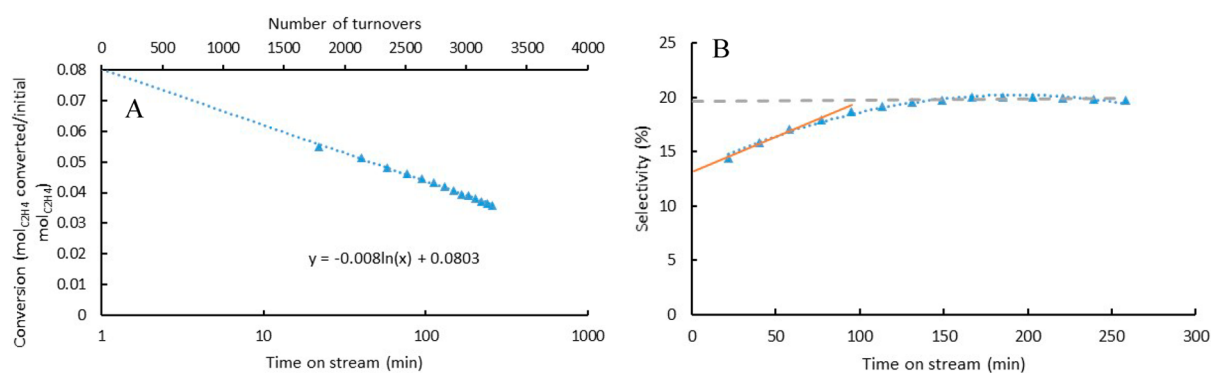 Number of turnovers
0 500 1000 1500 2000 2500 3000 3500 4000
A
Conversion (mol_C2H4 converted/initial
mol_C2H4)
0.08
0.07
0.06
0.05
0.04
0.03
0.02
0.01
0
y = -0.008ln(x) + 0.0803
1 10 100 1000
Time on stream (min)
B
Selectivity (%)
25
20
15
10
5
0
0 50 100 150 200 250 300
Time on stream (min)